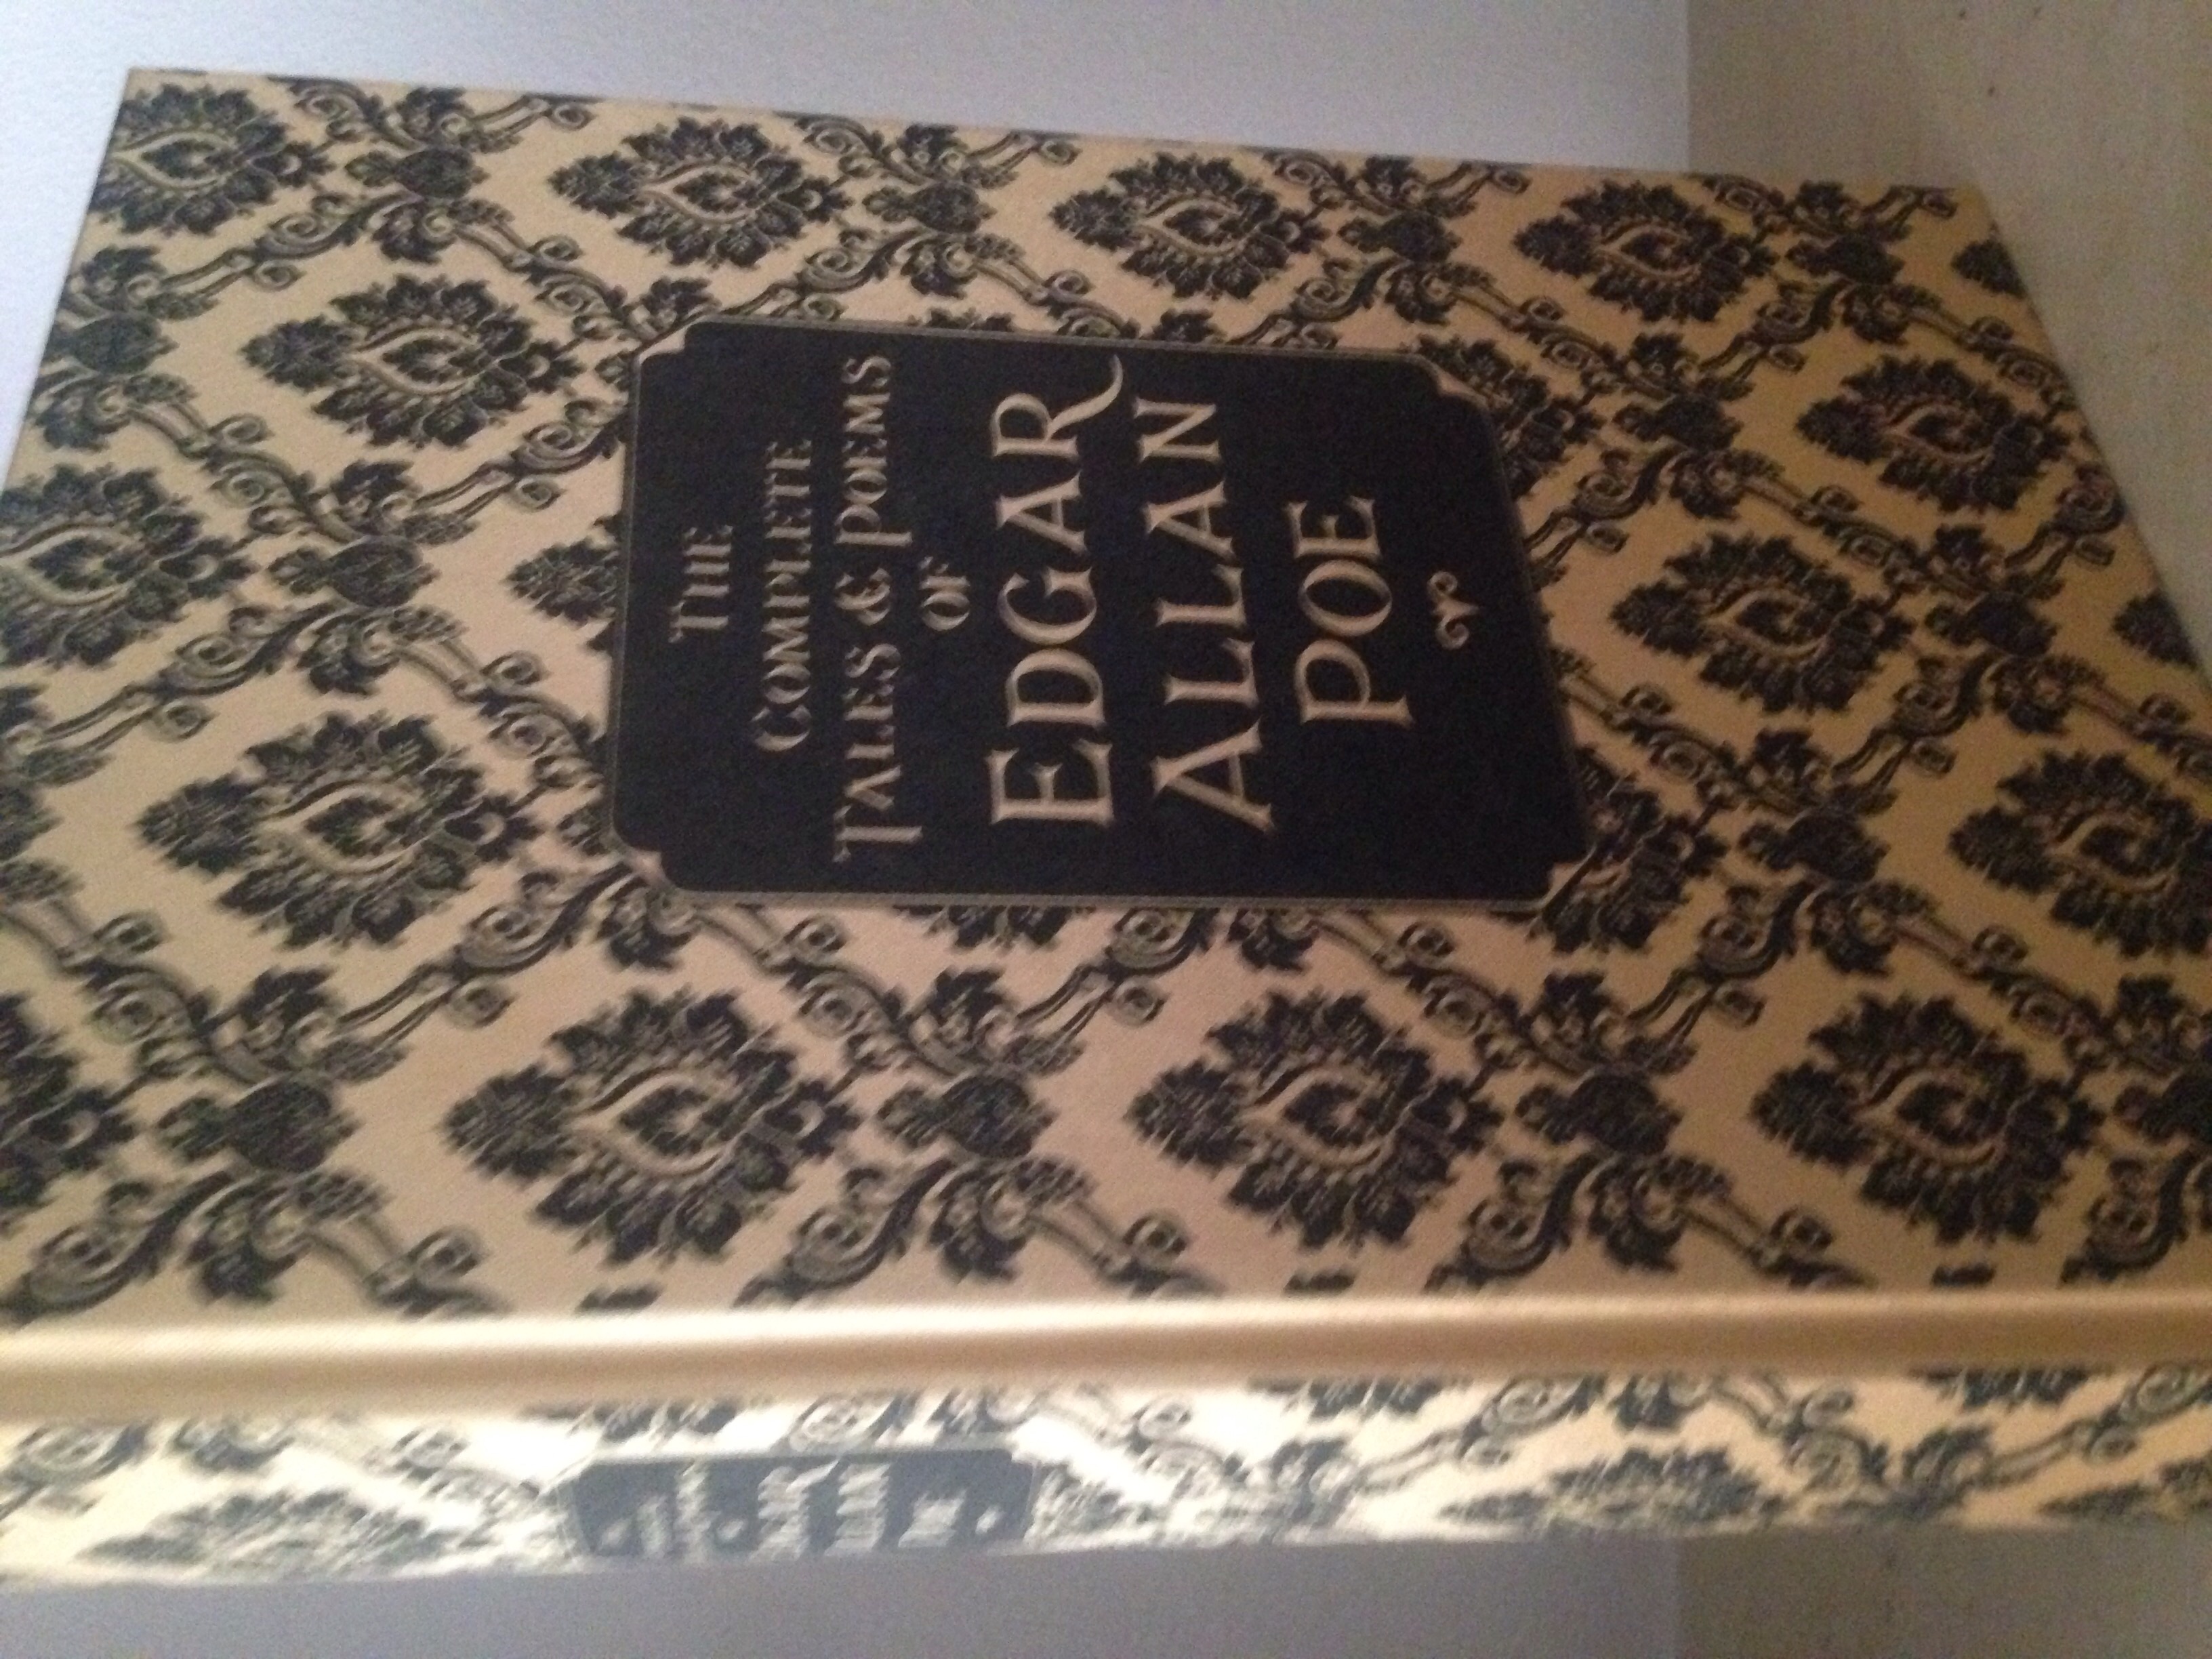 THE
COMPLETE
TALES & POEMS
OF
EDGAR
ALLAN
POE